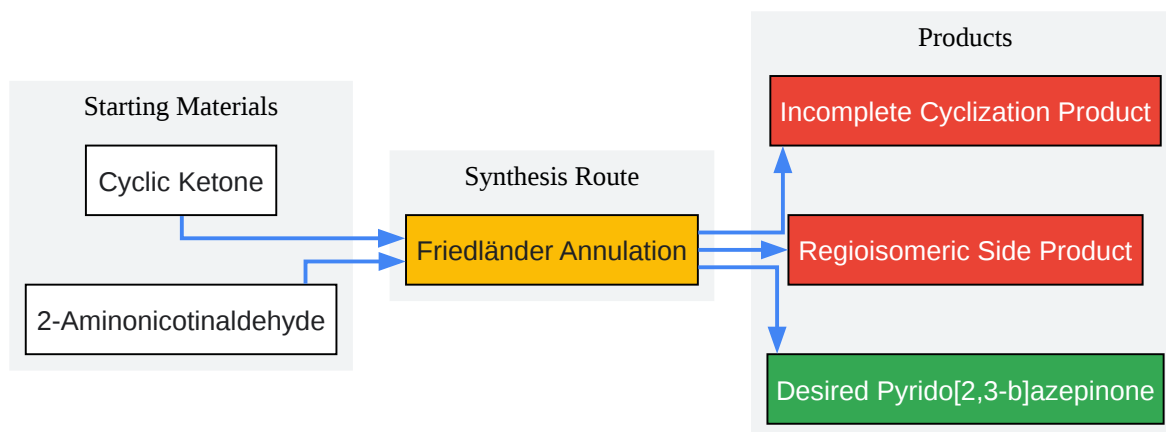 Starting Materials
Cyclic Ketone
2-Aminonicotinaldehyde
Synthesis Route
Friedländer Annulation
Products
Incomplete Cyclization Product
Regioisomeric Side Product
Desired Pyrido[2,3-b]azepinone